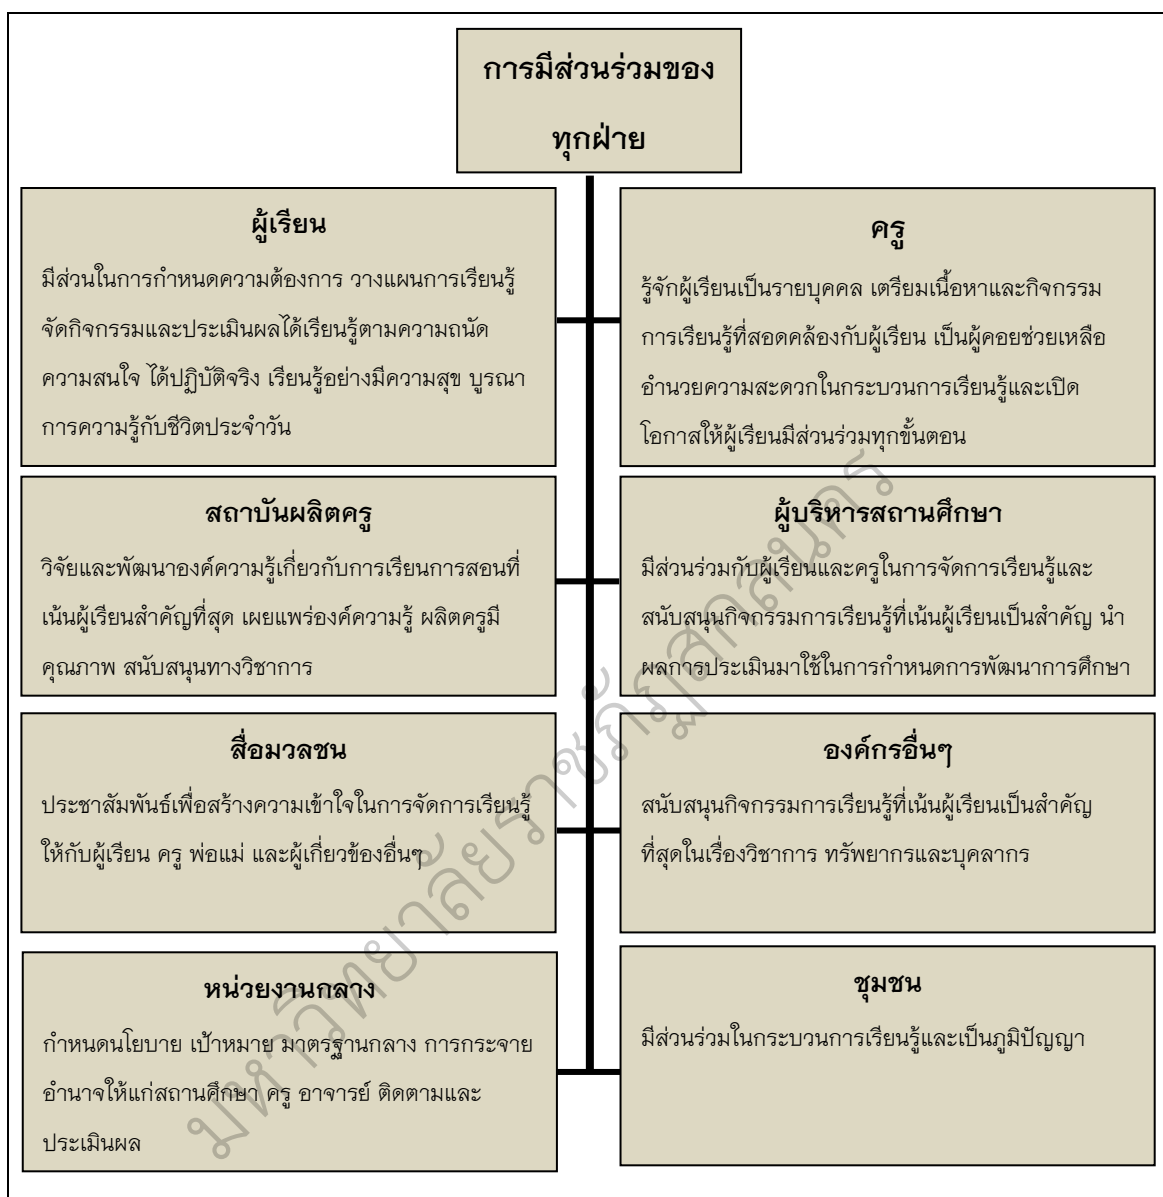 การมีส่วนร่วมของ
ทุกฝ่าย
ผู้เรียน
มีส่วนในการกำหนดความต้องการ วางแผนการเรียนรู้
จัดกิจกรรมและประเมินผลได้เรียนรู้ตามความถนัด
ความสนใจ ได้ปฏิบัติจริง เรียนรู้อย่างมีความสุข บูรณา
การความรู้กับชีวิตประจำวัน
ครู
รู้จักผู้เรียนเป็นรายบุคคล เตรียมเนื้อหาและกิจกรรม
การเรียนรู้ที่สอดคล้องกับผู้เรียน เป็นผู้คอยช่วยเหลือ
อำนวยความสะดวกในกระบวนการเรียนรู้และเปิด
โอกาสให้ผู้เรียนมีส่วนร่วมทุกขั้นตอน
สถาบันผลิตครู
วิจัยและพัฒนาองค์ความรู้เกี่ยวกับการเรียนการสอนที่
เน้นผู้เรียนสำคัญที่สุด เผยแพร่องค์ความรู้ ผลิตครูมี
คุณภาพ สนับสนุนทางวิชาการ
ผู้บริหารสถานศึกษา
มีส่วนร่วมกับผู้เรียนและครูในการจัดการเรียนรู้และ
สนับสนุนกิจกรรมการเรียนรู้ที่เน้นผู้เรียนเป็นสำคัญ นำ
ผลการประเมินมาใช้ในการกำหนดการพัฒนาการศึกษา
สื่อมวลชน
ประชาสัมพันธ์เพื่อสร้างความเข้าใจในการจัดการเรียนรู้
ให้กับผู้เรียน ครู พ่อแม่ และผู้เกี่ยวข้องอื่นๆ
องค์กรอื่นๆ
สนับสนุนกิจกรรมการเรียนรู้ที่เน้นผู้เรียนเป็นสำคัญ
ที่สุดในเรื่องวิชาการ ทรัพยากรและบุคลากร
หน่วยงานกลาง
กำหนดนโยบาย เป้าหมาย มาตรฐานกลาง การกระจาย
อำนาจให้แก่สถานศึกษา ครู อาจารย์ ติดตามและ
ประเมินผล
ชุมชน
มีส่วนร่วมในกระบวนการเรียนรู้และเป็นภูมิปัญญา
มหาวิทยาลัยราชภัฏสกลนคร